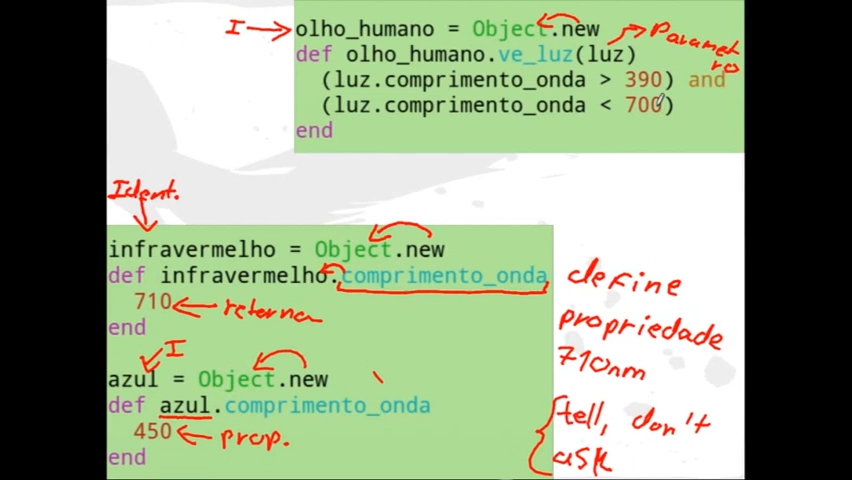 I
olho_humano = Object.new
Parametro
def olho_humano.ve_luz(luz)
(luz.comprimento_onda > 390) and
(luz.comprimento_onda < 700)
end
Ident.
infravermelho = Object.new
def infravermelho.comprimento_onda
710
retorna
end
define
propriedade
710nm
I
azul = Object.new
def azul.comprimento_onda
450
prop.
end
tell, don't
ask